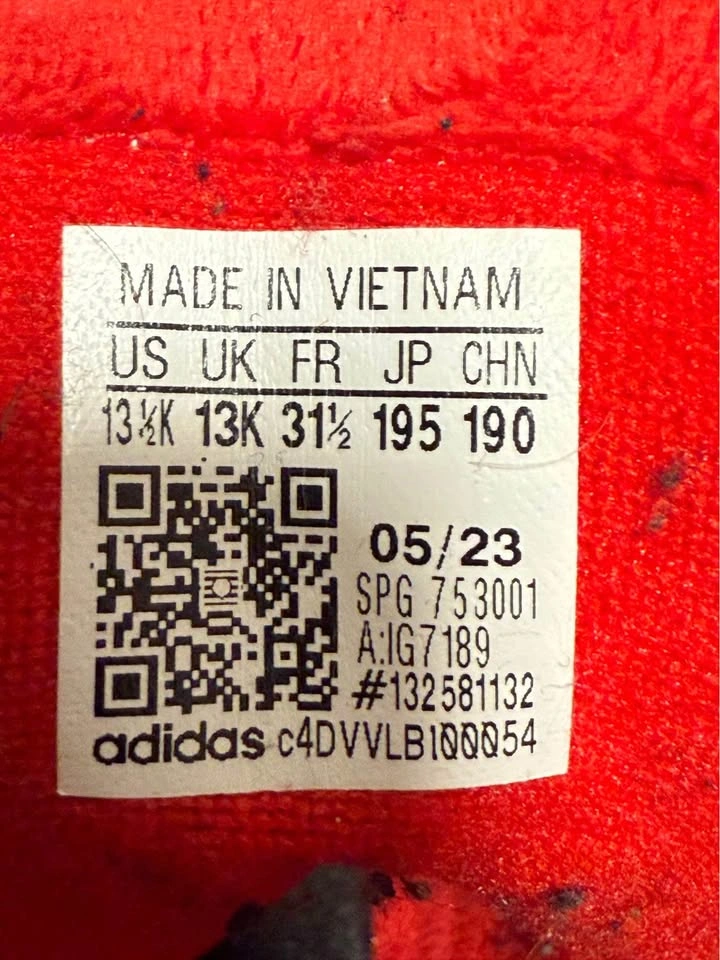 MADE IN VIETNAM
US UK FR JP CHN
13½K 13K 31½ 195 190
05/23
SPG 753001
A:IG7189
#132581132
adidas c4DVVLB100054